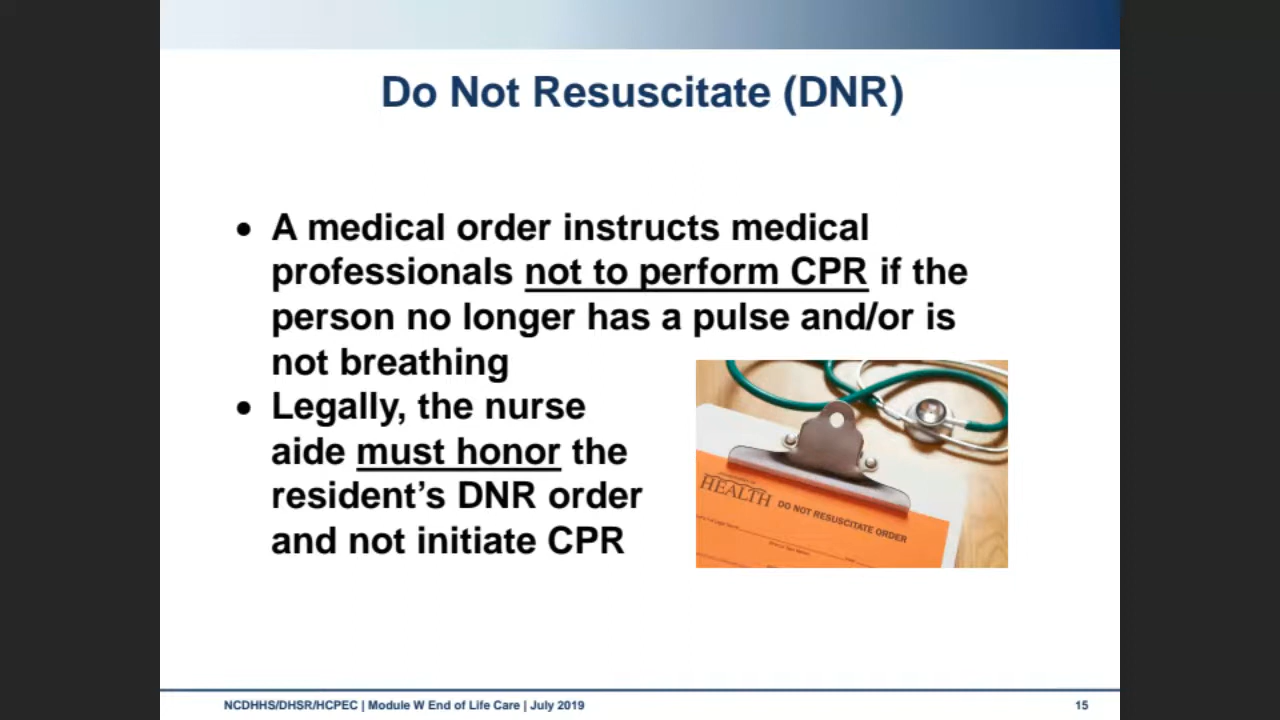 Do Not Resuscitate (DNR)
• A medical order instructs medical
professionals not to perform CPR if the
person no longer has a pulse and/or is
not breathing
• Legally, the nurse
aide must honor the
resident’s DNR order
and not initiate CPR
HEALTH DO NOT RESUSCITATE ORDER
NCDHHS/DHSR/HCPEC | Module W End of Life Care | July 2019
15